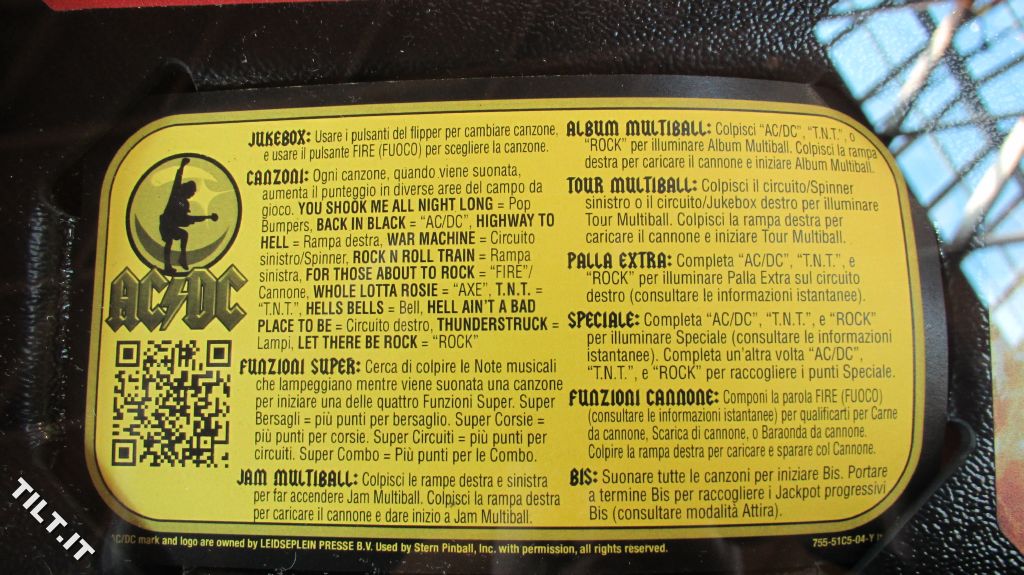 JUKEBOX: Usare i pulsanti del flipper per cambiare canzone,
e usare il pulsante FIRE (FUOCO) per scegliere la canzone.
CANZONI: Ogni canzone, quando viene suonata,
aumenta il punteggio in diverse aree del campo da
gioco. YOU SHOOK ME ALL NIGHT LONG = Pop
Bumpers, BACK IN BLACK = “AC/DC”, HIGHWAY TO
HELL = Rampa destra, WAR MACHINE = Circuito
sinistro/Spinner, ROCK N ROLL TRAIN = Rampa
sinistra, FOR THOSE ABOUT TO ROCK = “FIRE”/
Cannone, WHOLE LOTTA ROSIE = “AXE”, T.N.T. =
“T.N.T.”, HELLS BELLS = Bell, HELL AIN'T A BAD
PLACE TO BE = Circuito destro, THUNDERSTRUCK =
Lampi, LET THERE BE ROCK = “ROCK”
FUNZIONI SUPER: Cerca di colpire le Note musicali
che lampeggiano mentre viene suonata una canzone
per iniziare una delle quattro Funzioni Super. Super
Bersagli = più punti per bersaglio. Super Corsie =
più punti per corsie. Super Circuiti = più punti per
circuiti. Super Combo = Più punti per le Combo.
JAM MULTIBALL: Colpisci le rampe destra e sinistra
per far accendere Jam Multiball. Colpisci la rampa destra
per caricare il cannone e dare inizio a Jam Multiball.
ALBUM MULTIBALL: Colpisci “AC/DC”, “T.N.T.”, o
“ROCK” per illuminare Album Multiball. Colpisci la rampa
destra per caricare il cannone e iniziare Album Multiball.
TOUR MULTIBALL: Colpisci il circuito/Spinner
sinistro o il circuito/Jukebox destro per illuminare
Tour Multiball. Colpisci la rampa destra per
caricare il cannone e iniziare Tour Multiball.
PALLA EXTRA: Completa “AC/DC”, “T.N.T.”, e
“ROCK” per illuminare Palla Extra sul circuito
destro (consultare le informazioni istantanee).
SPECIALE: Completa “AC/DC”, “T.N.T.”, e “ROCK”
per illuminare Speciale (consultare le informazioni
istantanee). Completa un'altra volta “AC/DC”,
“T.N.T.”, e “ROCK” per raccogliere i punti Speciale.
FUNZIONI CANNONE: Componi la parola FIRE (FUOCO)
(consultare le informazioni istantanee) per qualificarti per Carne
da cannone, Scarica di cannone, o Baraonda da cannone.
Colpire la rampa destra per caricare e sparare col Cannone.
BIS: Suonare tutte le canzoni per iniziare Bis. Portare
a termine Bis per raccogliere i Jackpot progressivi
Bis (consultare modalità Attira).
AC/DC
AC/DC mark and logo are owned by LEIDSEPLEIN PRESSE B.V. Used by Stern Pinball, Inc. with permission, all rights reserved.
755-51C5-04-Y
TILT.IT